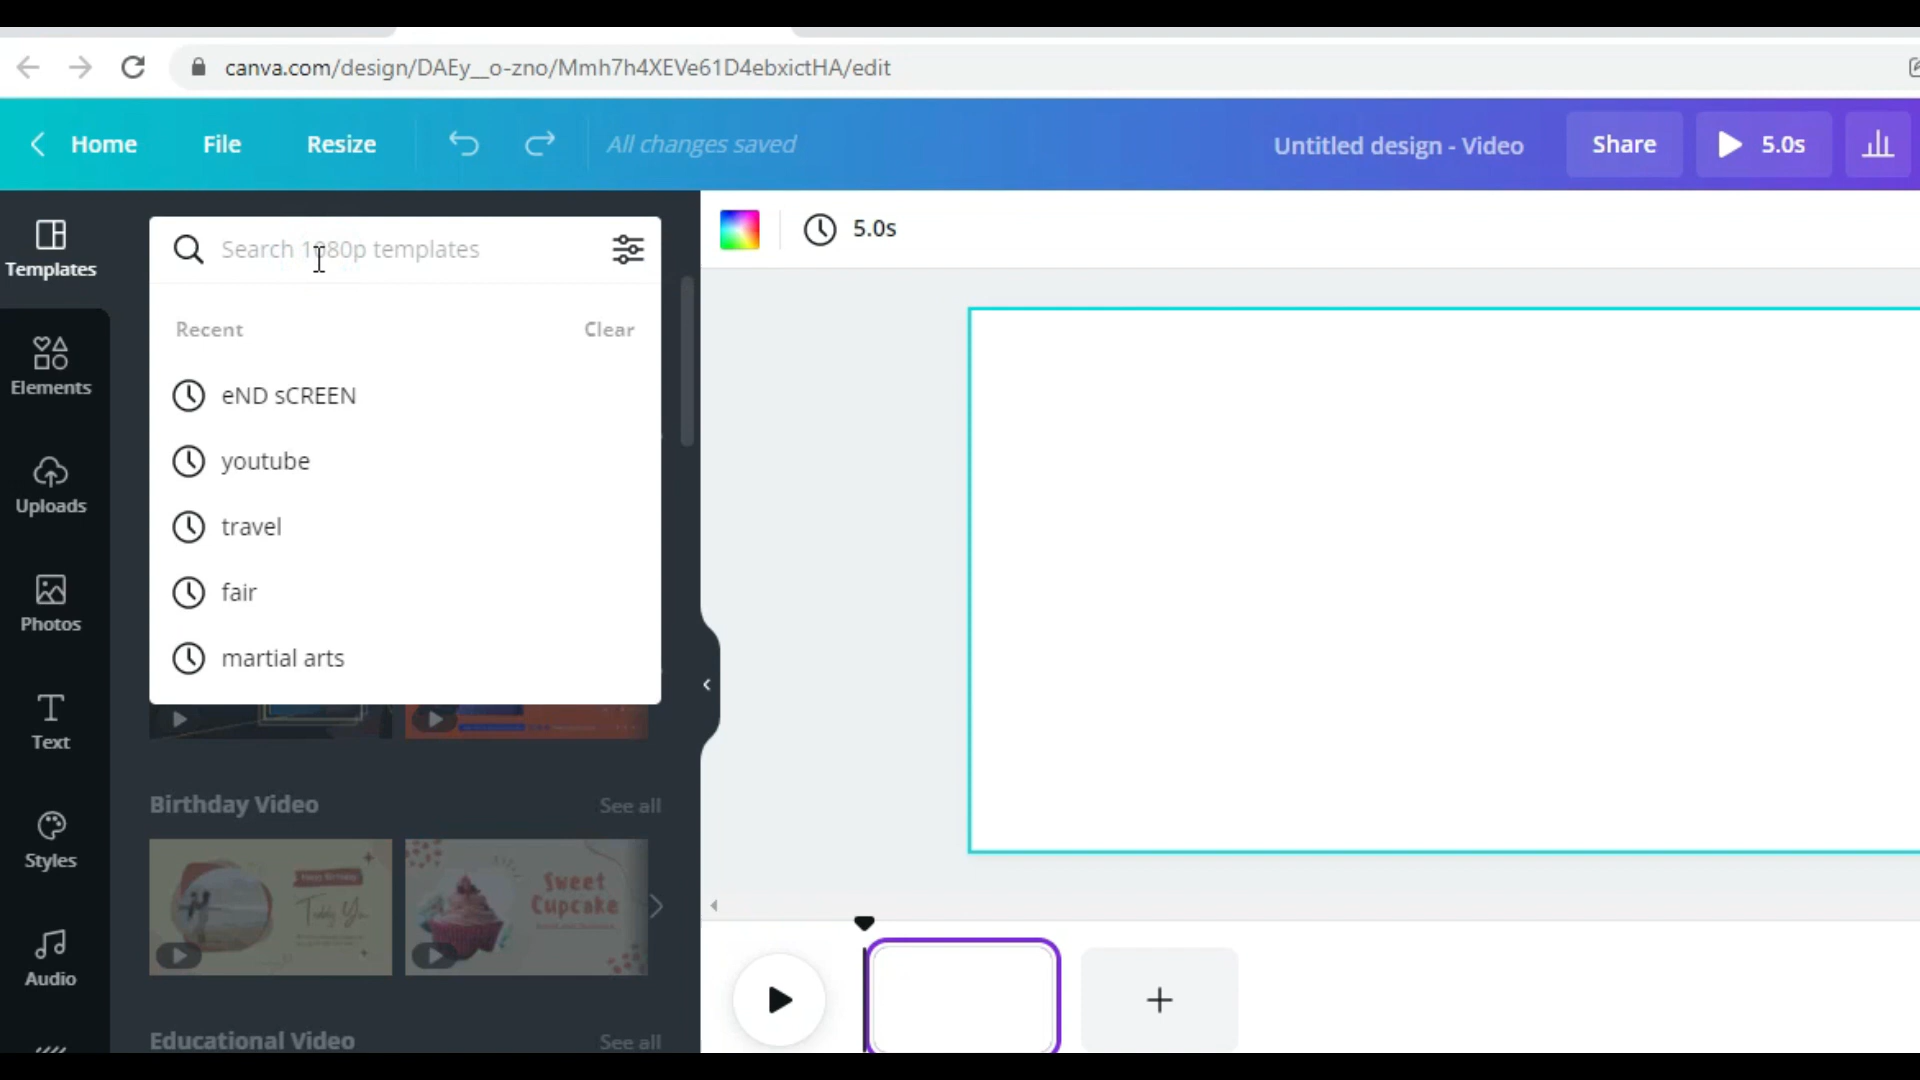 canva.com/design/DAEy__o-zno/Mmh7h4XEVe61D4ebxictHA/edit
Home File Resize All changes saved Untitled design - Video Share 5.0s
Templates
Search 1080p templates
5.0s
Recent Clear
Elements
eND sCREEN
youtube
Uploads
travel
fair
Photos
martial arts
Text
Birthday Video See all
Styles
Sweet
Cupcake
Audio
Educational Video See all